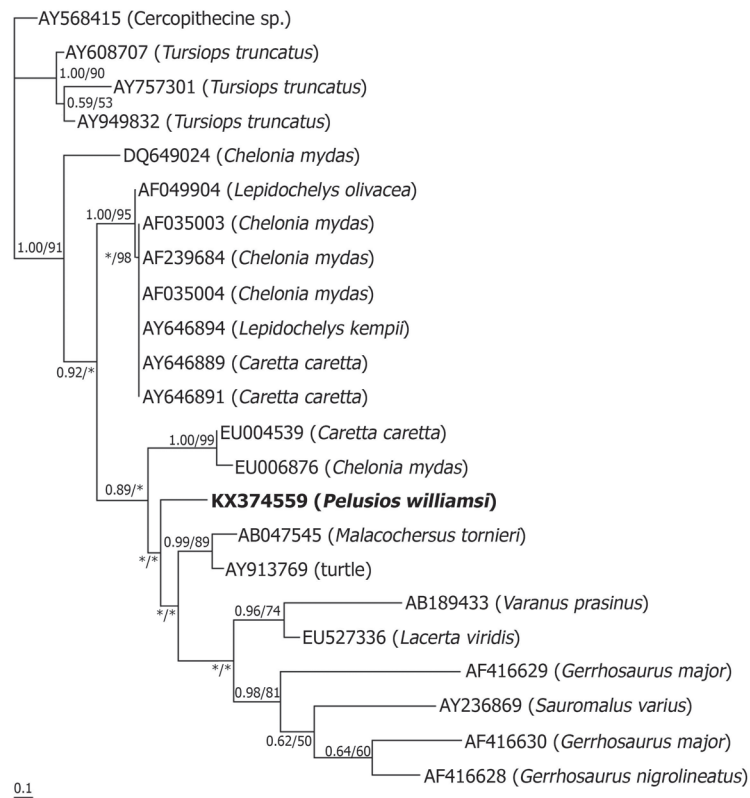 AY568415 (Cercopithecine sp.)
AY608707 (Tursiops truncatus)
1.00/90
AY757301 (Tursiops truncatus)
0.59/53
AY949832 (Tursiops truncatus)
DQ649024 (Chelonia mydas)
AF049904 (Lepidochelys olivacea)
1.00/95
AF035003 (Chelonia mydas)
1.00/91
*/98
AF239684 (Chelonia mydas)
AF035004 (Chelonia mydas)
AY646894 (Lepidochelys kempii)
AY646889 (Caretta caretta)
0.92/*
AY646891 (Caretta caretta)
EU004539 (Caretta caretta)
1.00/99
EU006876 (Chelonia mydas)
0.89/*
KX374559 (Pelusios williamsi)
AB047545 (Malacochersus tornieri)
0.99/89
*/*
AY913769 (turtle)
AB189433 (Varanus prasinus)
0.96/74
*/*
EU527336 (Lacerta viridis)
*/*
AF416629 (Gerrhosaurus major)
0.98/81
AY236869 (Sauromalus varius)
0.62/50
AF416630 (Gerrhosaurus major)
0.64/60
AF416628 (Gerrhosaurus nigrolineatus)
0.1